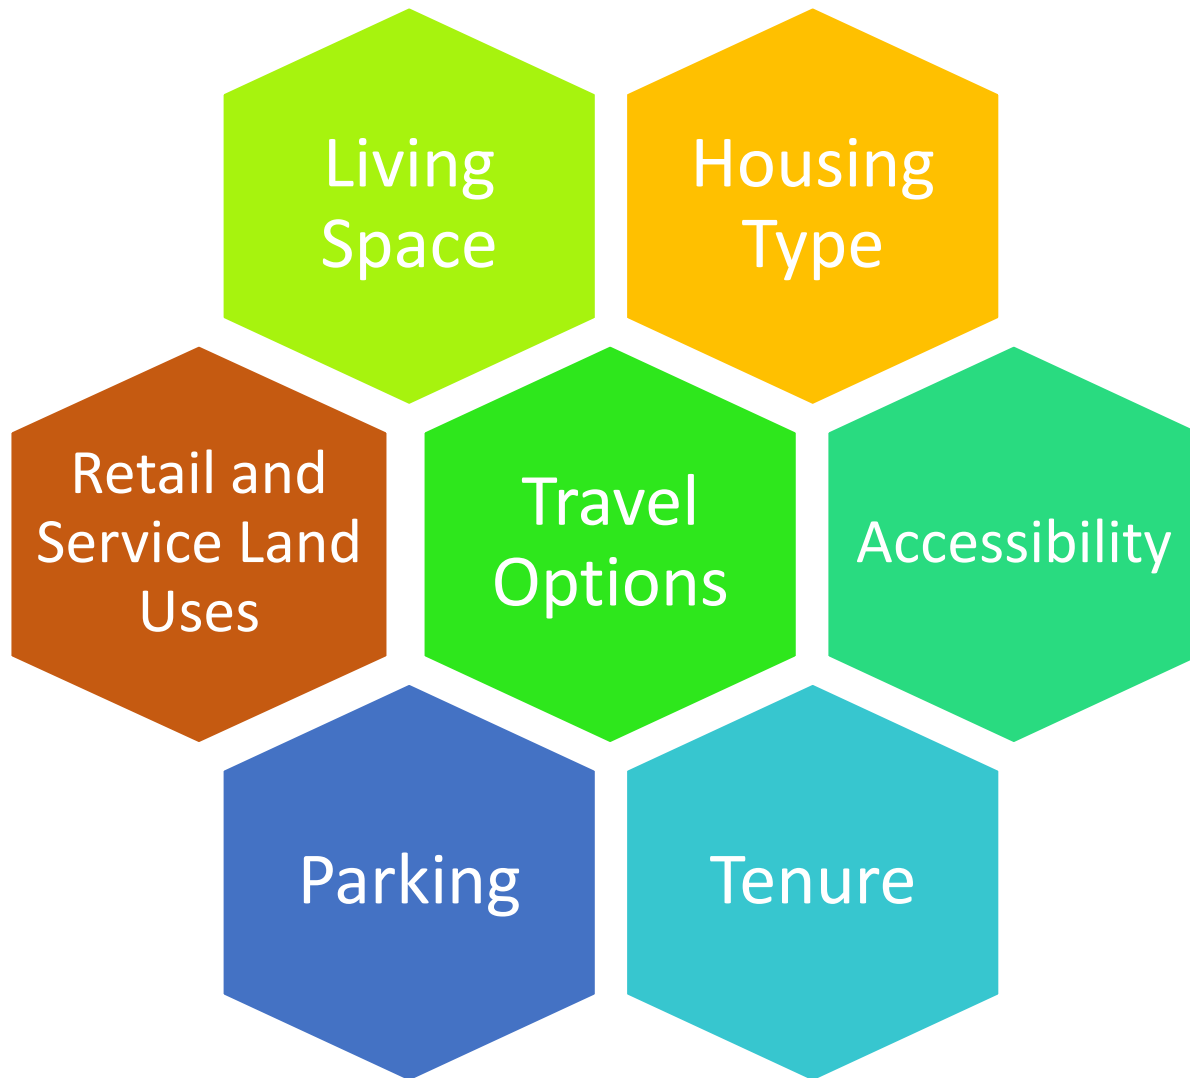 Living
Space
Housing
Type
Retail and
Service Land
Uses
Travel
Options
Accessibility
Parking
Tenure